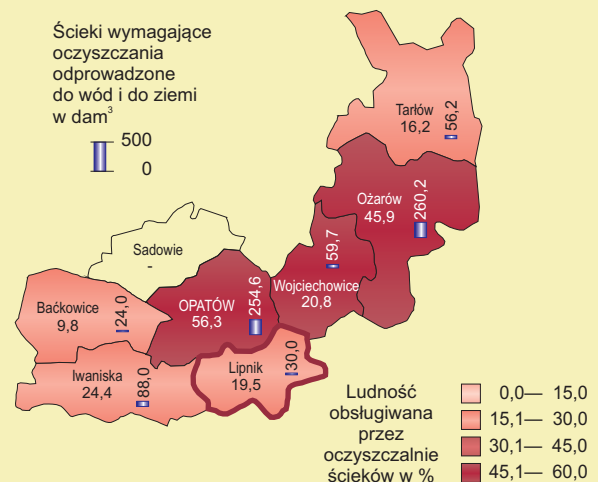 Ścieki wymagające
oczyszczania
odprowadzone
do wód i do ziemi
w dam³
500
0
Tarłów
16,2
56,2
Ożarów
45,9
260,2
59,7
Wojciechowice
20,8
Sadowie
-
OPATÓW
56,3
254,6
Baćkowice
9,8
24,0
Iwaniska
24,4
88,0
Lipnik
19,5
30,0
Ludność
obsługiwana
przez
oczyszczalnie
ścieków w %
0,0— 15,0
15,1— 30,0
30,1— 45,0
45,1— 60,0